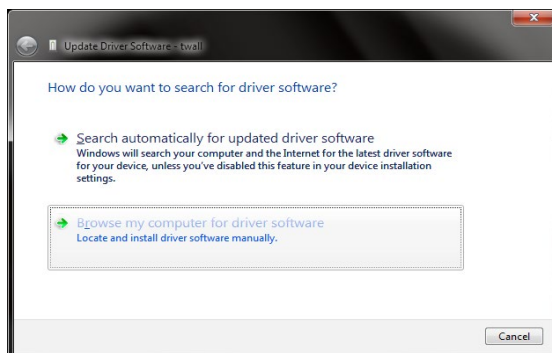 Update Driver Software - twall
How do you want to search for driver software?
Search automatically for updated driver software
Windows will search your computer and the Internet for the latest driver software
for your device, unless you've disabled this feature in your device installation
settings.
Browse my computer for driver software
Locate and install driver software manually.
Cancel